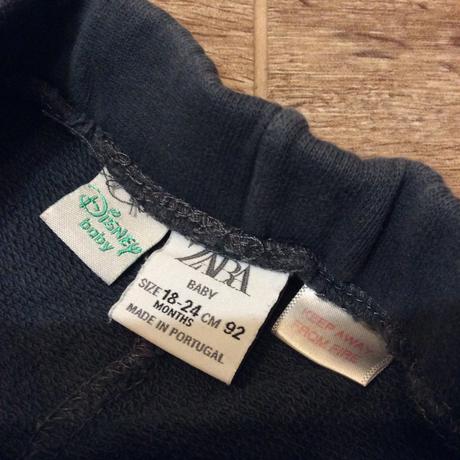 Disney
baby
ZARA
BABY
SIZE 18-24 CM 92
MONTHS
MADE IN PORTUGAL
KEEP AWAY
FROM FIRE